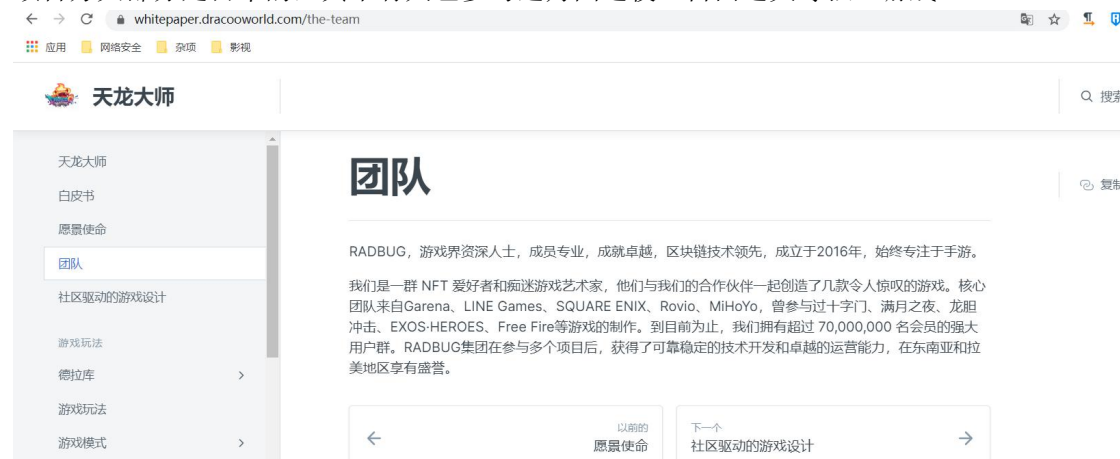 whitepaper.dracooworld.com/the-team
应用 网络安全 杂项 影视
天龙大师
搜索
天龙大师
白皮书
愿景使命
团队
社区驱动的游戏设计
游戏玩法
德拉库
游戏玩法
游戏模式
团队
复制
RADBUG，游戏界资深人士，成员专业，成就卓越，区块链技术领先，成立于2016年，始终专注于手游。
我们是一群 NFT 爱好者和痴迷游戏艺术家，他们与我们的合作伙伴一起创造了几款令人惊叹的游戏。核心
团队来自Garena、LINE Games、SQUARE ENIX、Rovio、MiHoYo，曾参与过十字门、满月之夜、龙胆
冲击、EXOS·HEROES、Free Fire等游戏的制作。到目前为止，我们拥有超过 70,000,000 名会员的强大
用户群。RADBUG集团在参与多个项目后，获得了可靠稳定的技术开发和卓越的运营能力，在东南亚和拉
美地区享有盛誉。
以前的
愿景使命
下一个
社区驱动的游戏设计